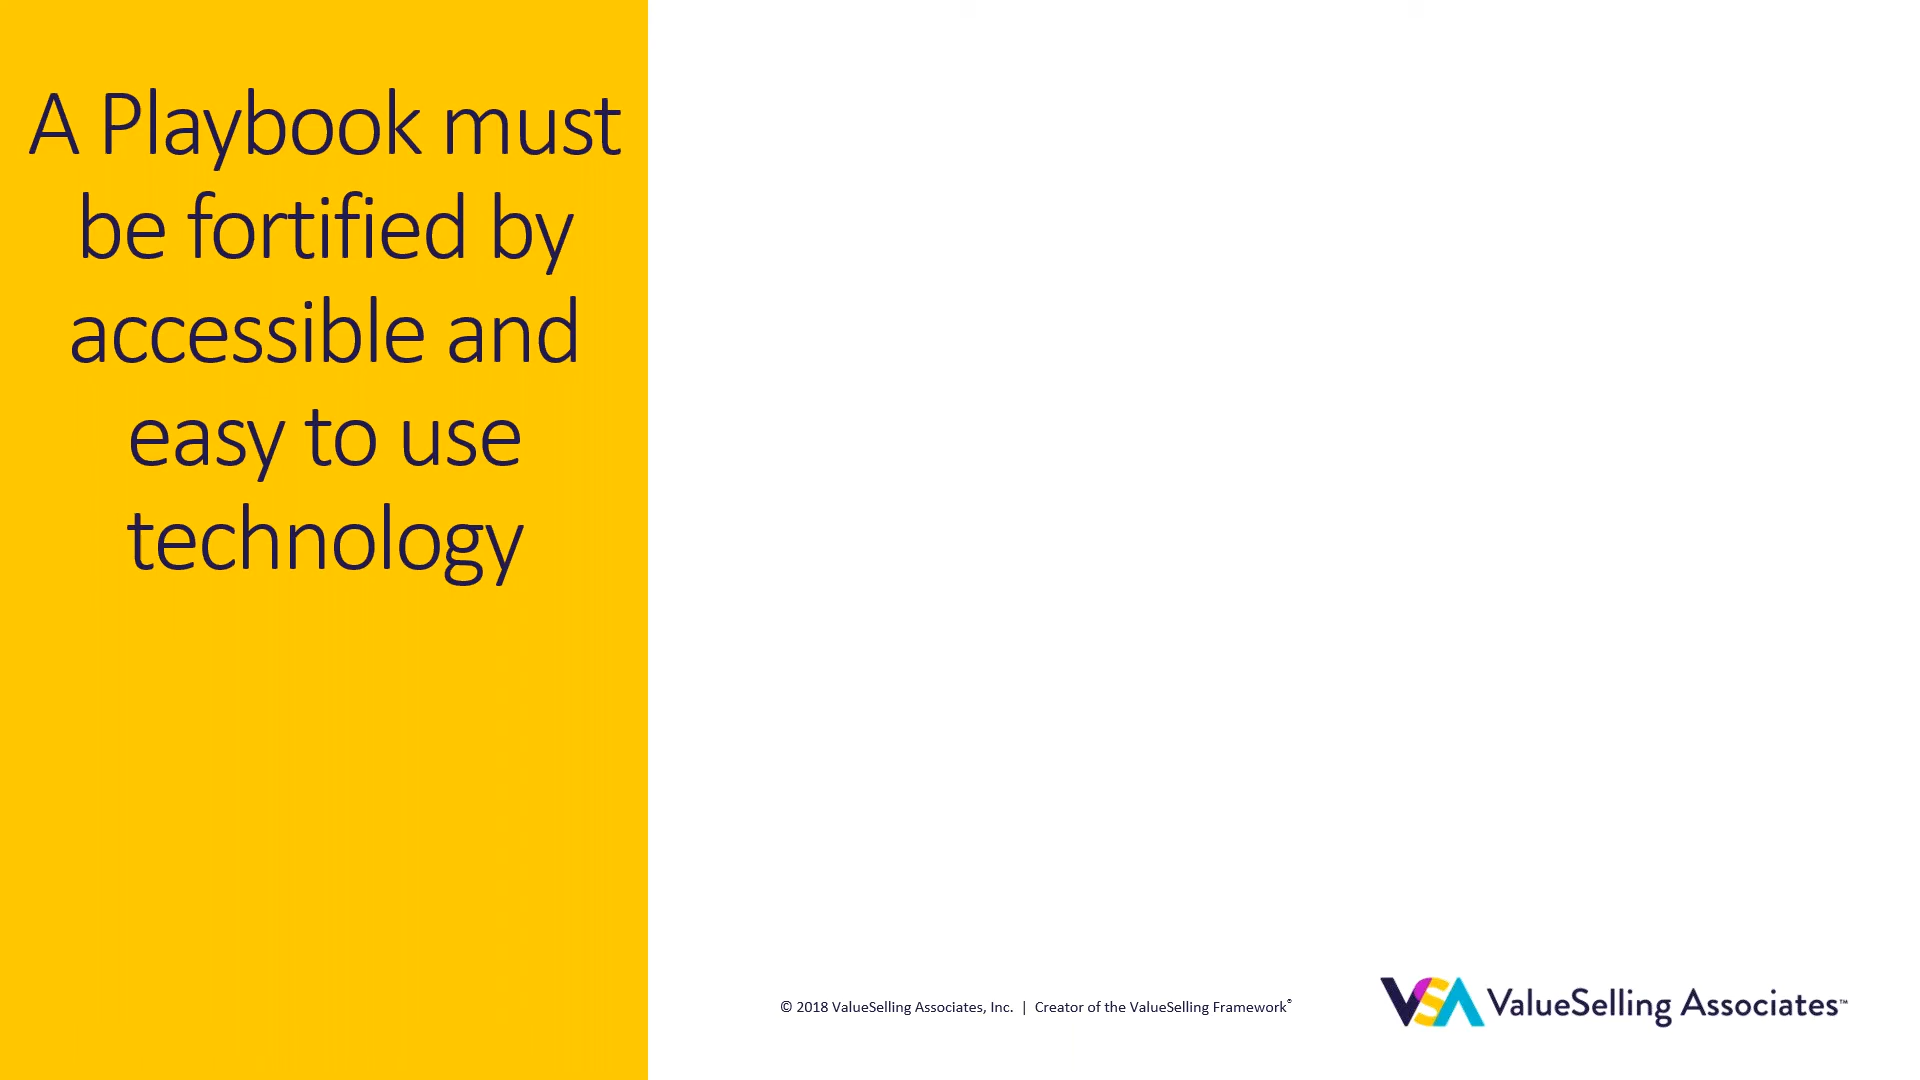 A Playbook must
be fortified by
accessible and
easy to use
technology
© 2018 ValueSelling Associates, Inc. | Creator of the ValueSelling Framework®
VSA ValueSelling Associates™